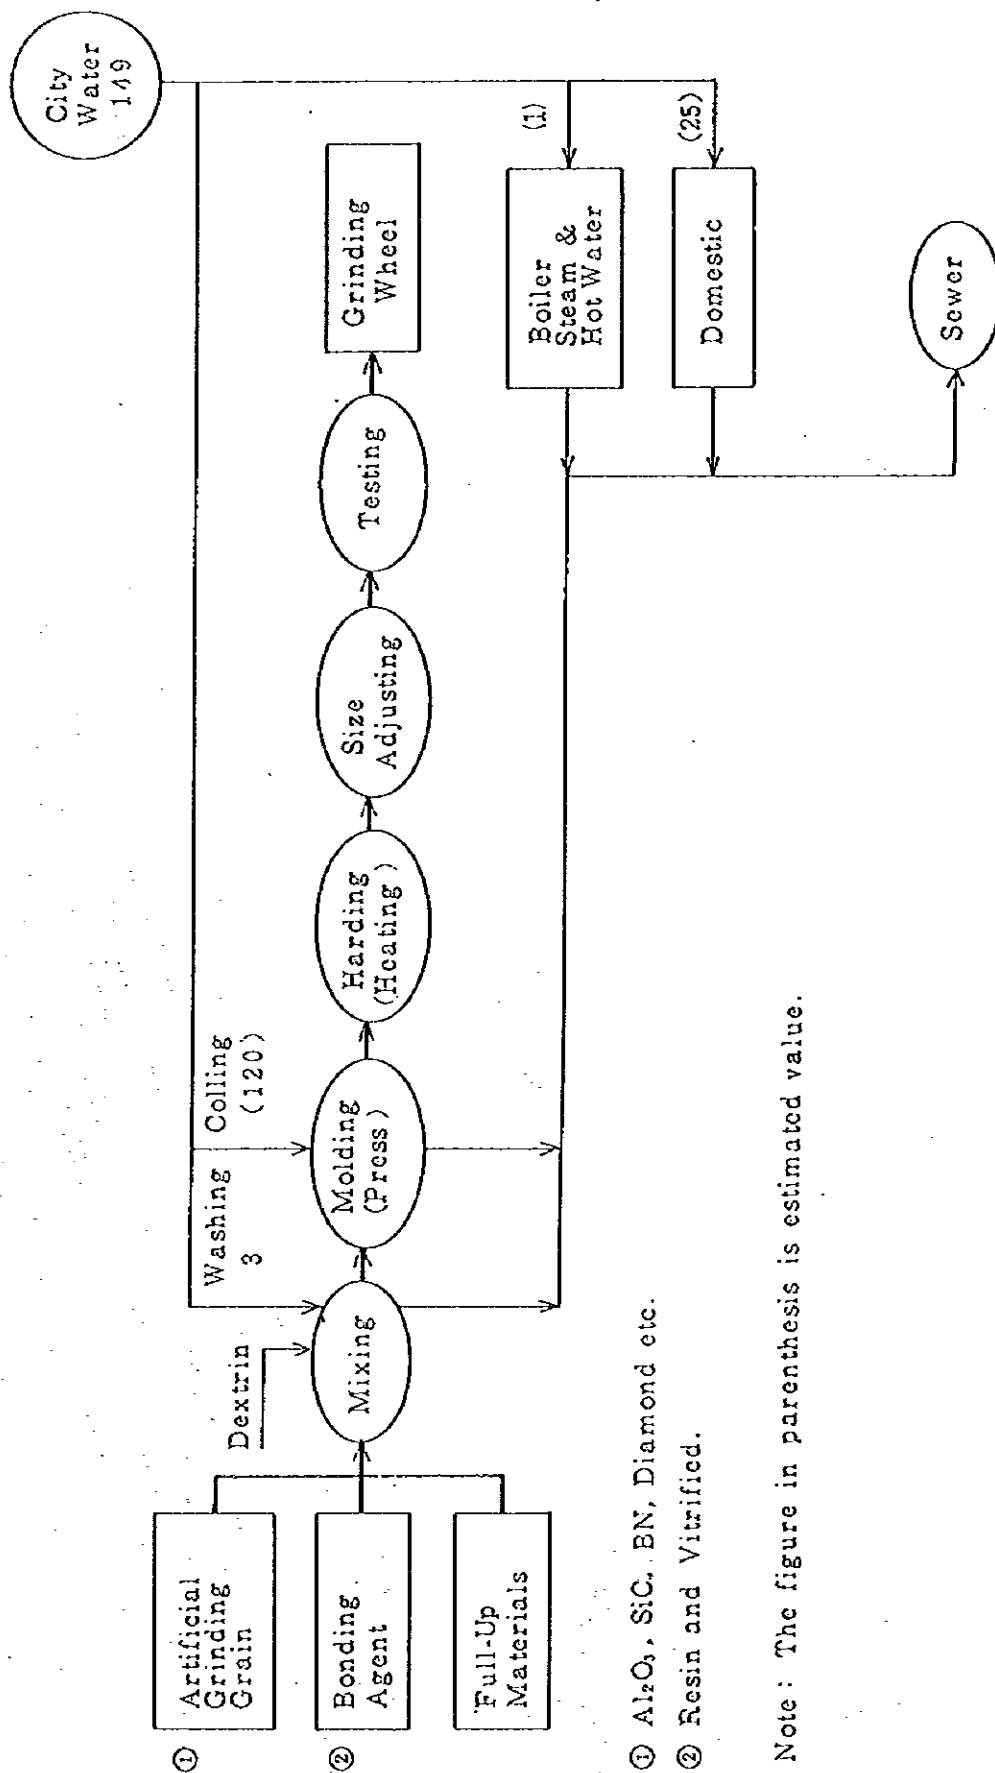 City
Water
149
Grinding
Wheel
Testing
Size
Adjusting
Harding
(Heating)
Colling
(120)
Molding
(Press)
Washing
3
Dextrin
Mixing
① Artificial
Grinding
Grain
② Bonding
Agent
Full-Up
Materials
(1)
Boiler
Steam &
Hot Water
(25)
Domestic
Sewer
① Al₂O₃, SiC, BN, Diamond etc.
② Resin and Vitrified.
Note : The figure in parenthesis is estimated value.